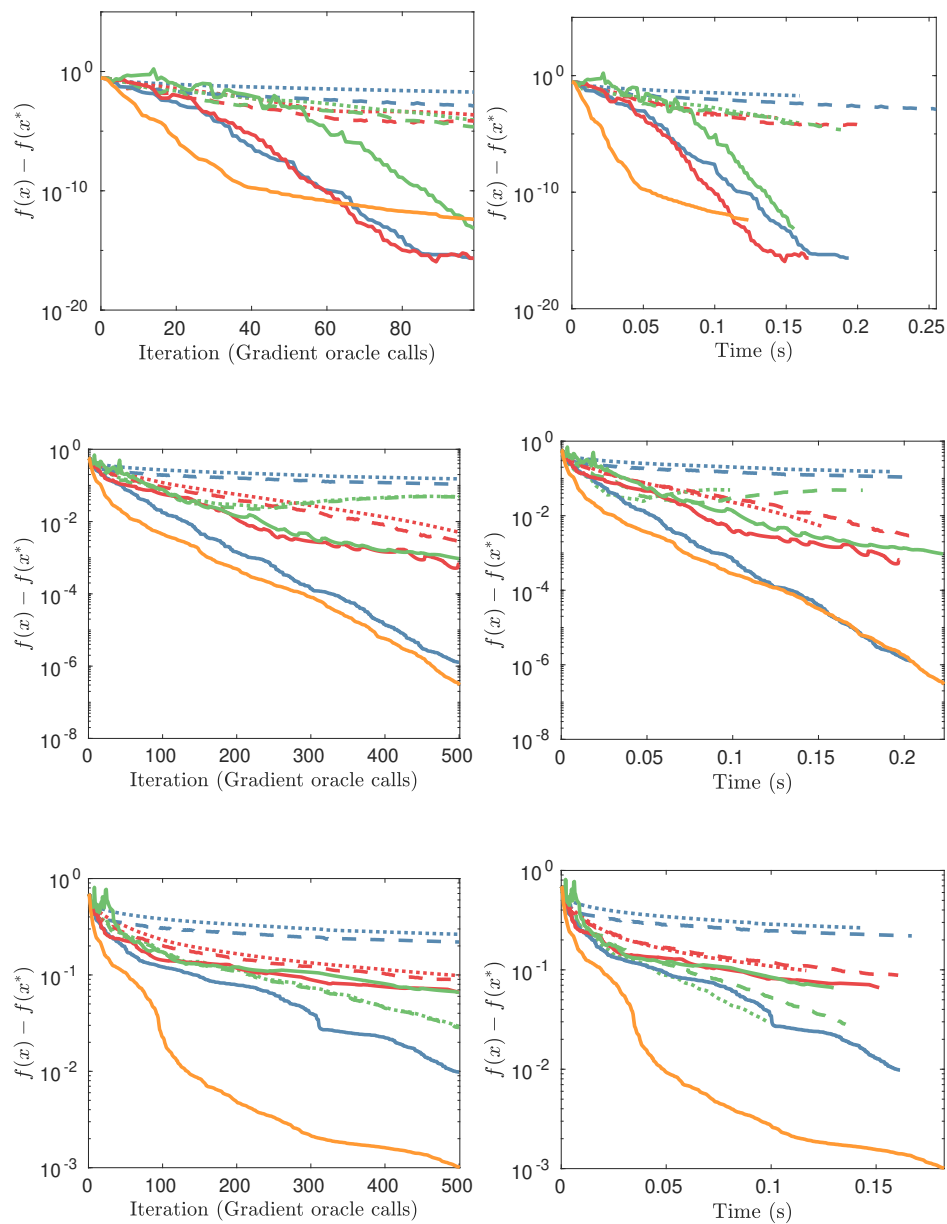 10^0
10^-10
10^-20
f(x) − f(x*)
0 20 40 60 80
Iteration (Gradient oracle calls)
10^0
10^-10
10^-20
f(x) − f(x*)
0 0.05 0.1 0.15 0.2 0.25
Time (s)
10^0
10^-2
10^-4
10^-6
10^-8
f(x) − f(x*)
0 100 200 300 400 500
Iteration (Gradient oracle calls)
10^0
10^-2
10^-4
10^-6
10^-8
f(x) − f(x*)
0 0.05 0.1 0.15 0.2
Time (s)
10^0
10^-1
10^-2
10^-3
f(x) − f(x*)
0 100 200 300 400 500
Iteration (Gradient oracle calls)
10^0
10^-1
10^-2
10^-3
f(x) − f(x*)
0 0.05 0.1 0.15
Time (s)